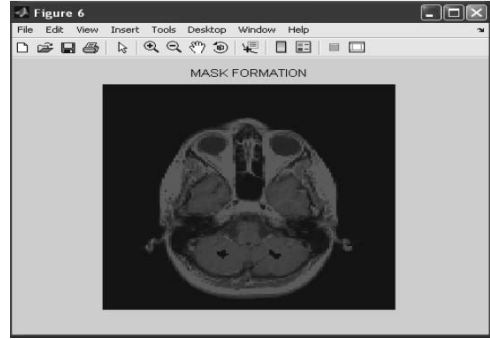 Figure 6
File Edit View Insert Tools Desktop Window Help
MASK FORMATION